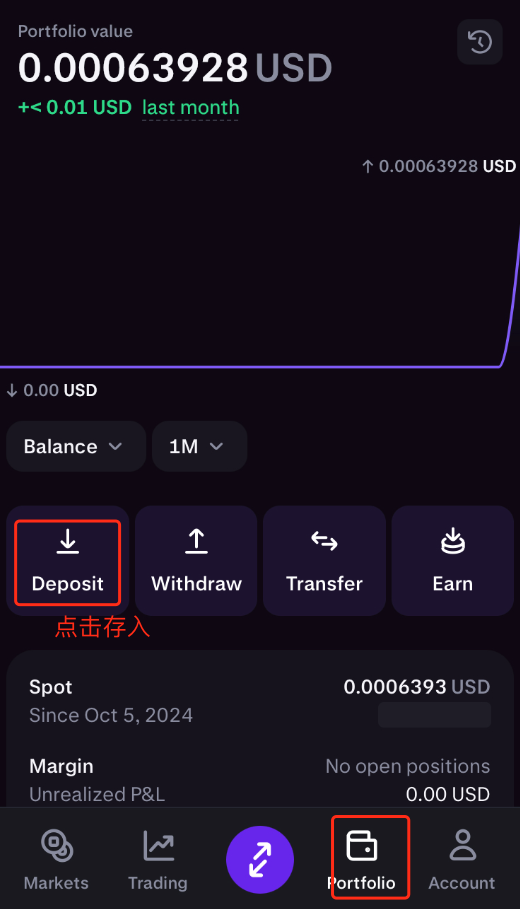 Portfolio value
0.00063928 USD
+< 0.01 USD last month
↑ 0.00063928 USD
↓ 0.00 USD
Balance 1M
Deposit Withdraw Transfer Earn
点击存入
Spot 0.0006393 USD
Since Oct 5, 2024
Margin No open positions
Unrealized P&L 0.00 USD
Markets Trading Portfolio Account